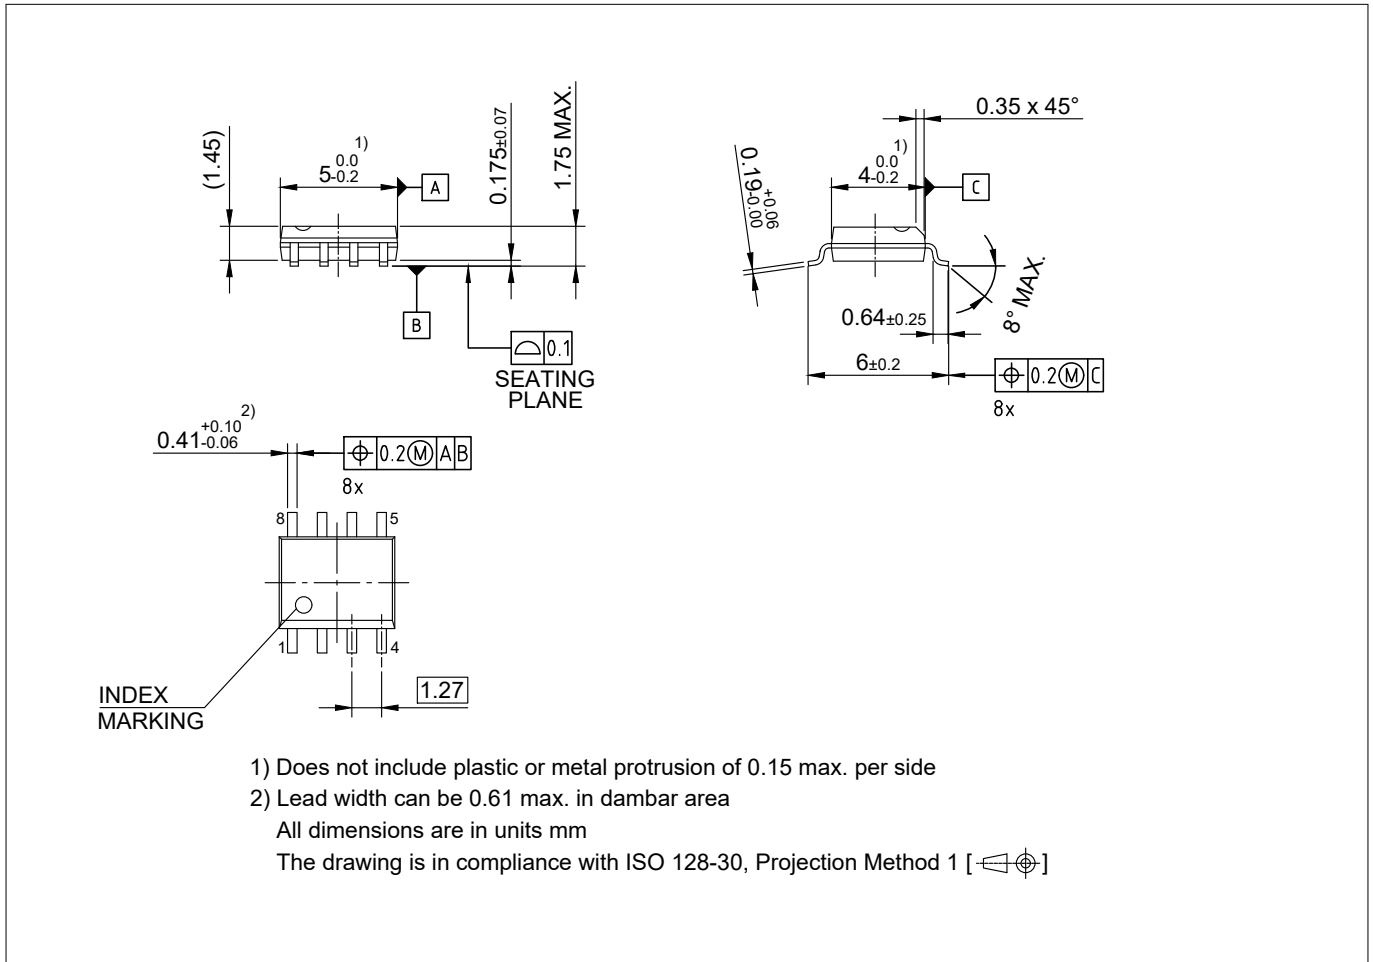 (1.45)
5 0.0 -0.2 1)
A
0.175±0.07
1.75 MAX.
B
0.1
SEATING
PLANE
0.35 x 45°
0.19 +0.06 -0.00
4 0.0 -0.2 1)
C
0.64±0.25
8° MAX.
6±0.2
0.2 M C
8x
0.41 +0.10 -0.06 2)
0.2 M A B
8x
8
5
1
4
INDEX
MARKING
1.27
1) Does not include plastic or metal protrusion of 0.15 max. per side
2) Lead width can be 0.61 max. in dambar area
All dimensions are in units mm
The drawing is in compliance with ISO 128-30, Projection Method 1 [ ]